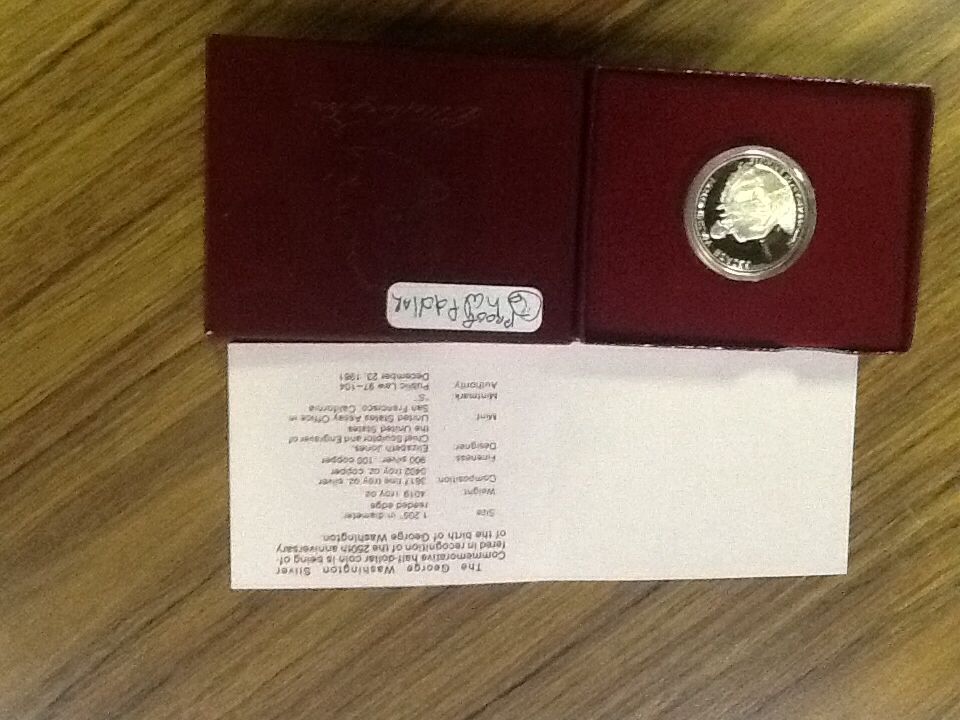 The George Washington Silver
Commemorative half-dollar coin is being of-
fered in recognition of the 250th anniversary
of the birth of George Washington.
Size: 1.205" in diameter
reeded edge
Weight: .4019 troy oz.
Composition: .3617 fine troy oz. silver
.0402 troy oz. copper
Fineness: 900 silver 100 copper
Designer: Elizabeth Jones,
Chief Sculptor and Engraver of
the United States
Mint: United States Assay Office in
San Francisco, California
Mintmark: "S"
Authority: Public Law 97-104
December 23, 1981
Proof